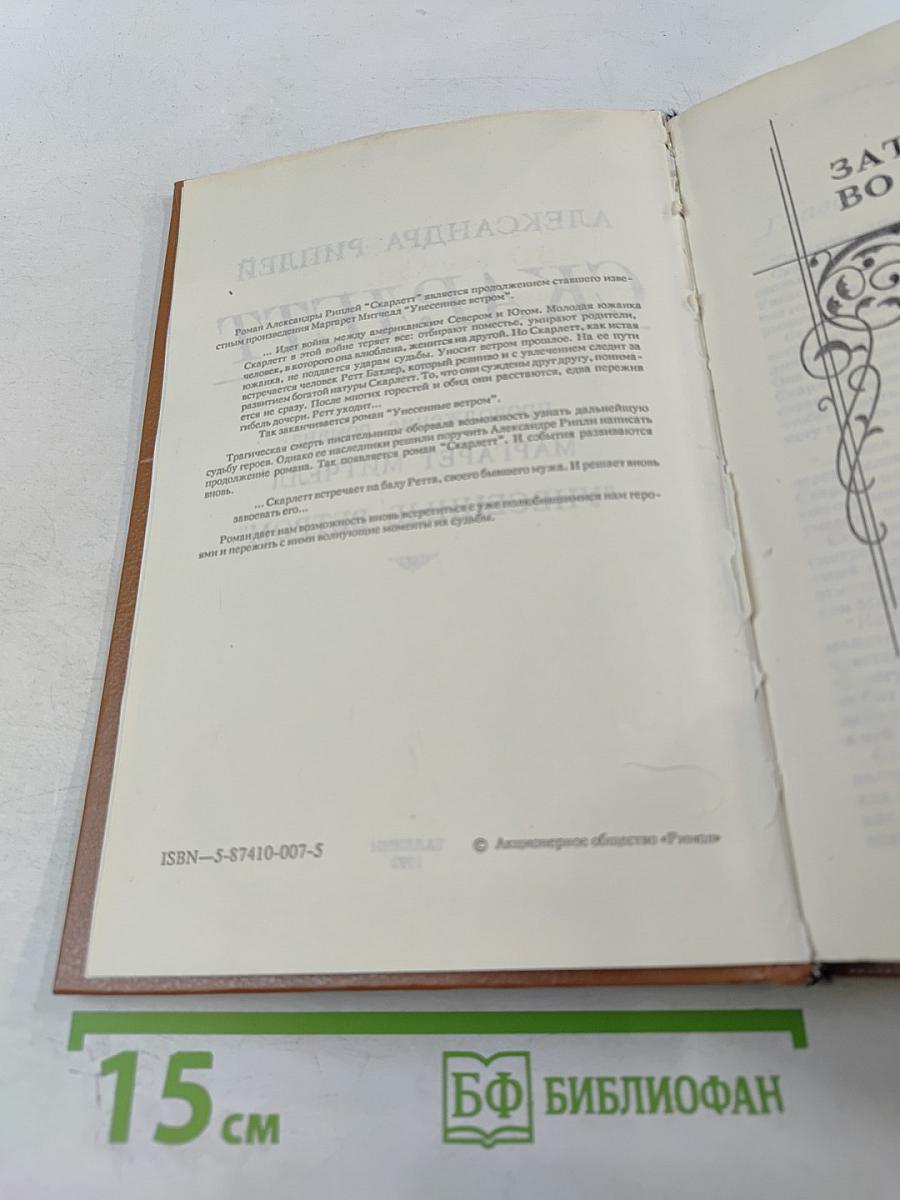 Роман Александры Риплей “Скарлетт” является продолжением ставшего изве-
стным произведения Маргарет Митчелл “Унесенные ветром”.
... Идет война между американским Севером и Югом. Молодая южанка
Скарлетт в этой войне теряет все: отбирают поместье, умирают родители,
человек, в которого она влюблена, женится на другой. Но Скарлетт, как истая
южанка, не поддается ударам судьбы. Уносит ветром прошлое. На ее пути
встречается человек Ретт Батлер, который ревниво и с увлечением следит за
развитием богатой натуры Скарлетт. То, что они суждены друг другу, понима-
ется не сразу. После многих горестей и обид они расстаются, едва пережив
гибель дочери. Ретт уходит...
Так заканчивается роман “Унесенные ветром”.
Трагическая смерть писательницы оборвала возможность узнать дальнейшую
судьбу героев. Однако ее наследники решили поручить Александре Рипли написать
продолжение романа. Так появляется роман “Скарлетт”. И события развиваются
вновь.
... Скарлетт встречает на балу Ретта, своего бывшего мужа. И решает вновь
завоевать его...
Роман дает нам возможность вновь встретиться с уже полюбившимися нам геро-
ями и пережить с ними волнующие моменты их судьбы.
ISBN—5-87410-007-5
© Акционерное общество
ЗАТ
ВО
15 см
БФ БИБЛИОФАН